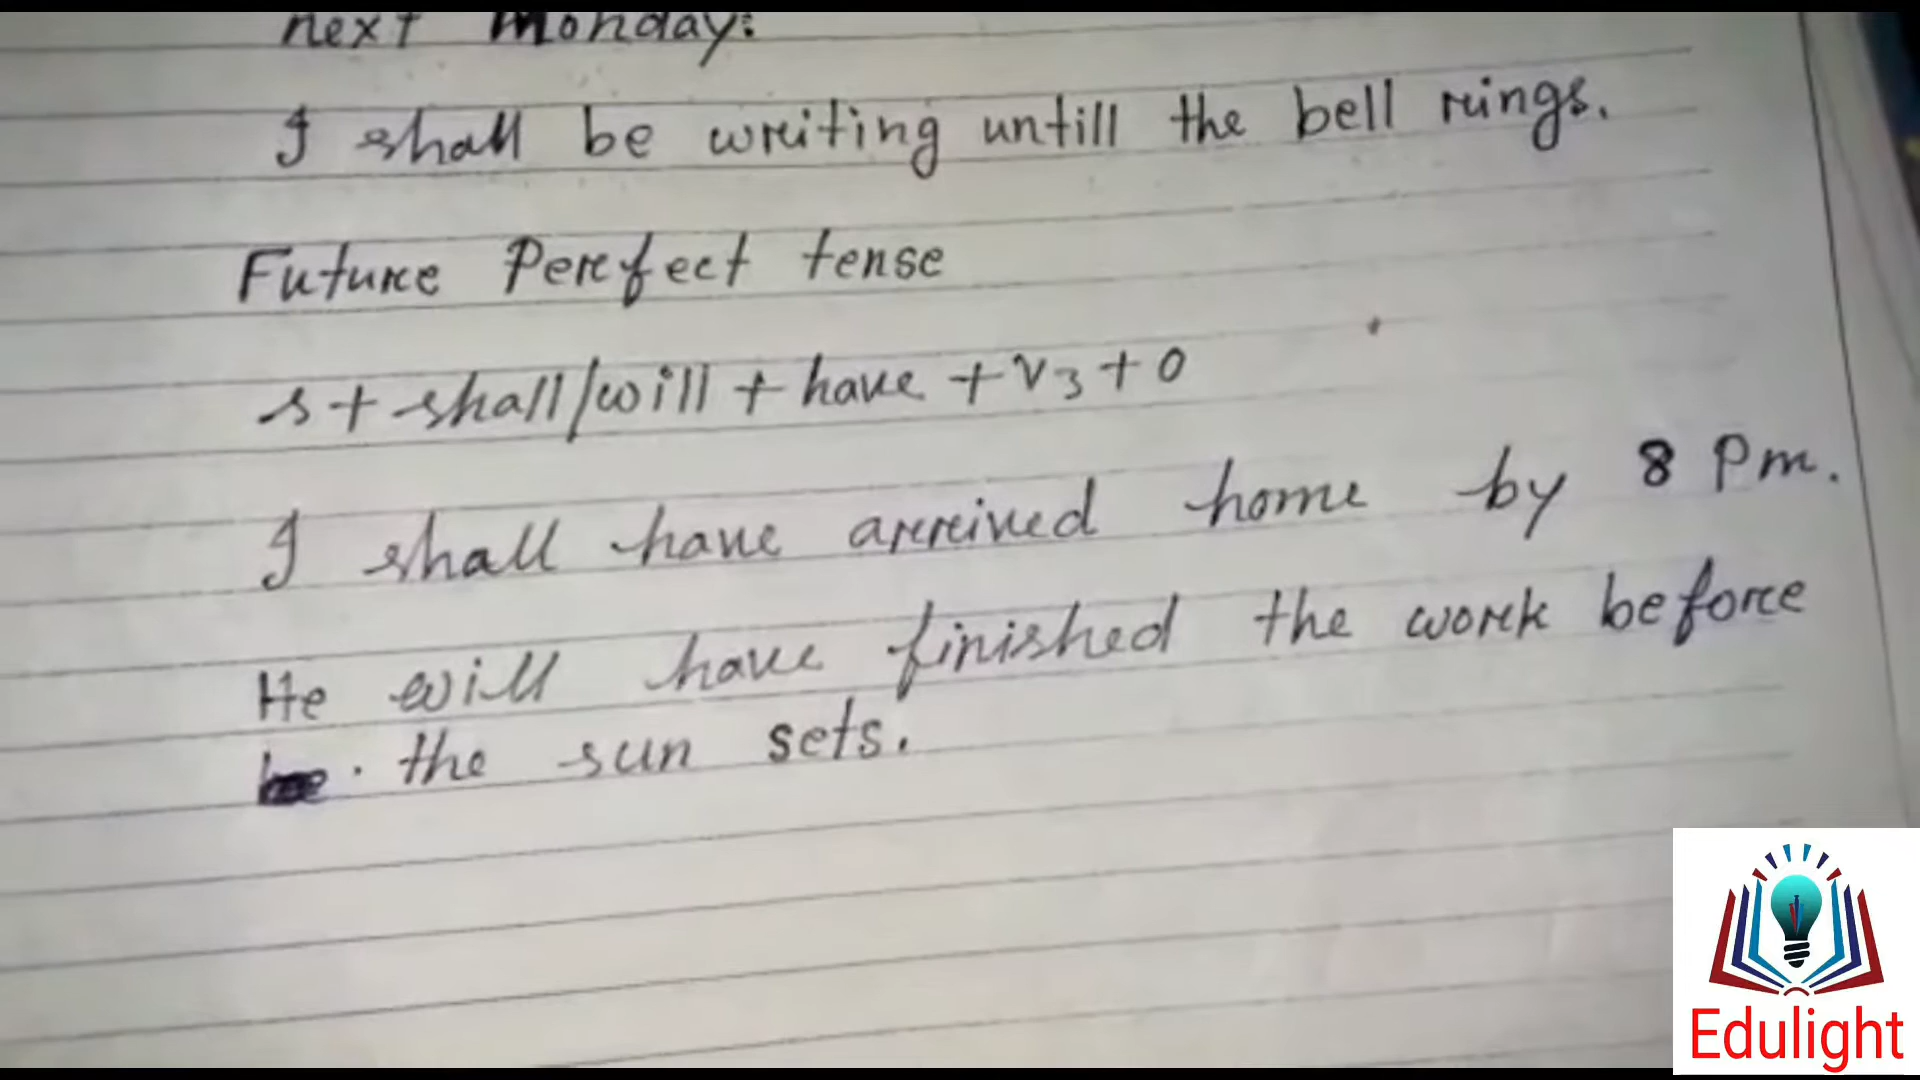 next Monday.
I shall be writing untill the bell rings.
Future Perfect tense
s + shall/will + have + v3 + 0
I shall have arrived home by 8 Pm.
He will have finished the work before
the sun sets.
Edulight